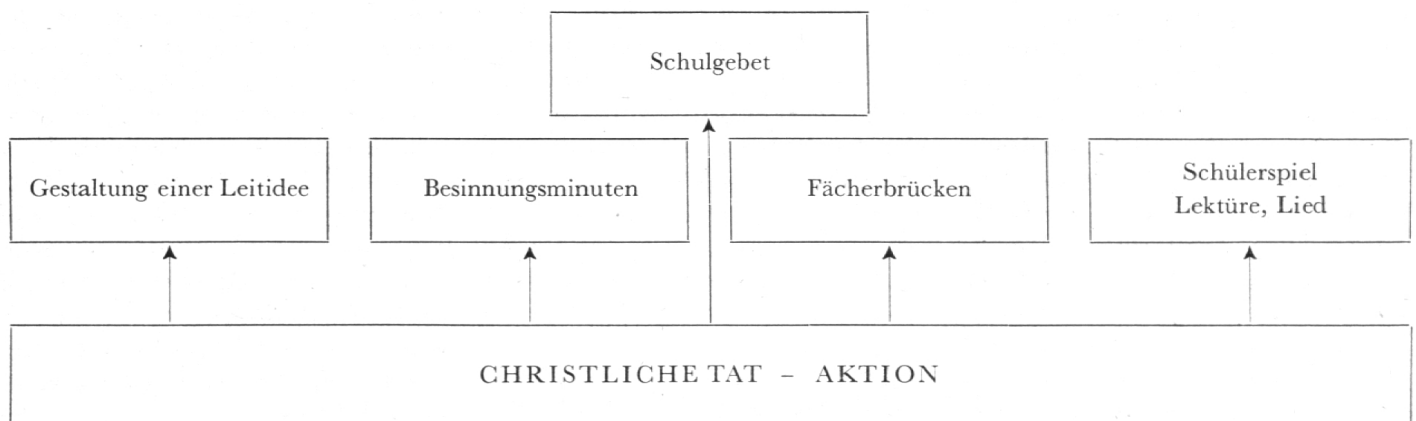 Schulgebet
Gestaltung einer Leitidee
Besinnungsminuten
Fächerbrücken
Schülerspiel
Lektüre, Lied
CHRISTLICHE TAT – AKTION